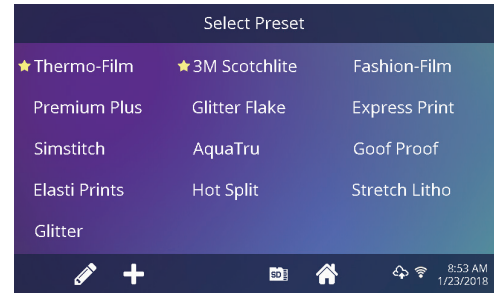 Select Preset
Thermo-Film
3M Scotchlite
Fashion-Film
Premium Plus
Glitter Flake
Express Print
Simstitch
AquaTru
Goof Proof
Elasti Prints
Hot Split
Stretch Litho
Glitter
SD
8:53 AM
1/23/2018